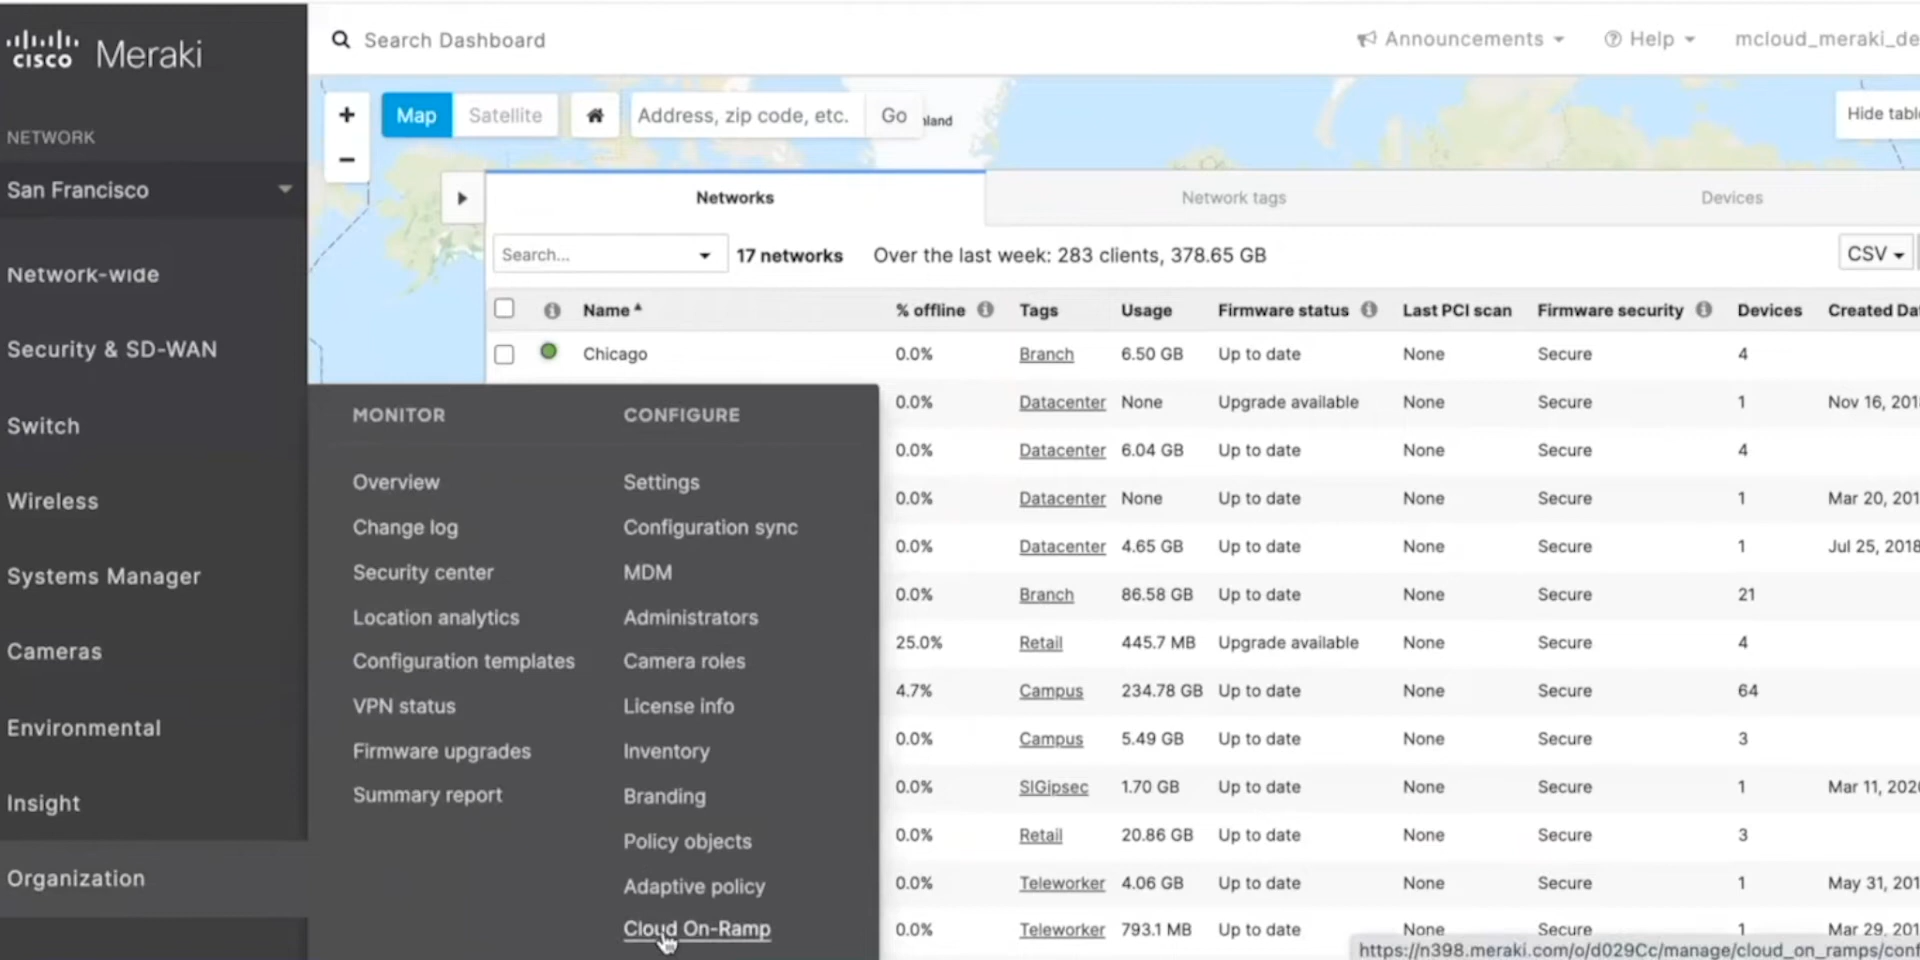 CISCO Meraki
Search Dashboard
Announcements
Help
mcloud_meraki_de
NETWORK
San Francisco
Network-wide
Security & SD-WAN
Switch
Wireless
Systems Manager
Cameras
Environmental
Insight
Organization
+
−
Map Satellite Address, zip code, etc. Go
Hide
Networks Network tags Devices
Search... 17 networks Over the last week: 283 clients, 378.65 GB CSV
Name % offline Tags Usage Firmware status Last PCI scan Firmware security Devices Created
Chicago 0.0% Branch 6.50 GB Up to date None Secure 4
0.0% Datacenter None Upgrade available None Secure 1 Nov 16, 201
0.0% Datacenter 6.04 GB Up to date None Secure 4
0.0% Datacenter None Up to date None Secure 1 Mar 20, 201
0.0% Datacenter 4.65 GB Up to date None Secure 1 Jul 25, 2018
0.0% Branch 86.58 GB Up to date None Secure 21
25.0% Retail 445.7 MB Upgrade available None Secure 4
4.7% Campus 234.78 GB Up to date None Secure 64
0.0% Campus 5.49 GB Up to date None Secure 3
0.0% SIGipsec 1.70 GB Up to date None Secure 1 Mar 11, 202
0.0% Retail 20.86 GB Up to date None Secure 3
0.0% Teleworker 4.06 GB Up to date None Secure 1 May 31, 201
0.0% Teleworker 793.1 MB Up to date None Secure 1 Mar 29, 201
MONITOR
Overview
Change log
Security center
Location analytics
Configuration templates
VPN status
Firmware upgrades
Summary report
CONFIGURE
Settings
Configuration sync
MDM
Administrators
Camera roles
License info
Inventory
Branding
Policy objects
Adaptive policy
Cloud On-Ramp
https://n398.meraki.com/o/d029Cc/manage/cloud_on_ramps/conf